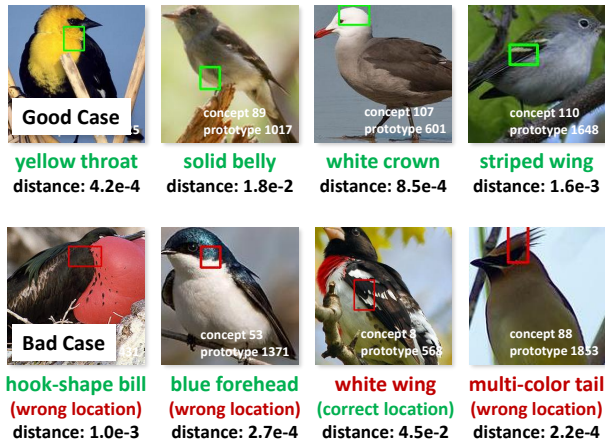 Good Case
concept 89
prototype 1017
concept 107
prototype 601
concept 110
prototype 1648
yellow throat
solid belly
white crown
striped wing
distance: 4.2e-4
distance: 1.8e-2
distance: 8.5e-4
distance: 1.6e-3
Bad Case
concept 53
prototype 1371
concept 8
prototype 568
concept 88
prototype 1853
hook-shape bill
blue forehead
white wing
multi-color tail
(wrong location)
(wrong location)
(correct location)
(wrong location)
distance: 1.0e-3
distance: 2.7e-4
distance: 4.5e-2
distance: 2.2e-4